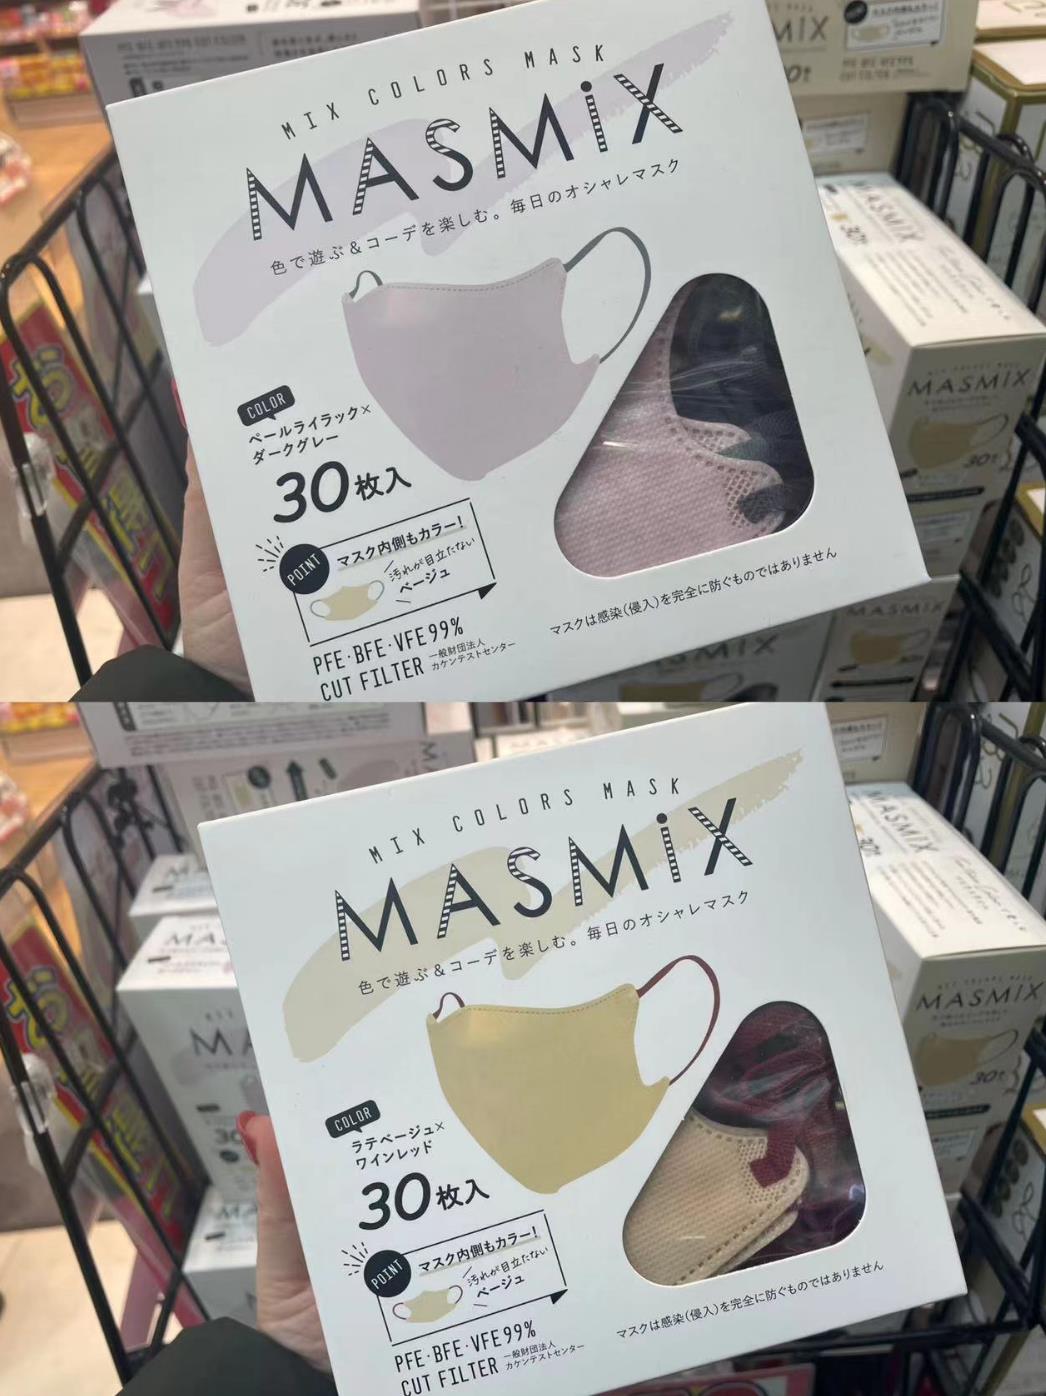 MIX COLORS MASK
MASMiX
色で遊ぶ&コーデを楽しむ。毎日のオシャレマスク
COLOR
ペールライラック×
ダークグレー
30枚入
POINT
マスク内側もカラー!
汚れが目立たない
ベージュ
PFE・BFE・VFE99%
CUT FILTER
一般財団法人
カケンテストセンター
マスクは感染(侵入)を完全に防ぐものではありません
MASMiX
MIX COLORS MASK
MASMiX
色で遊ぶ&コーデを楽しむ。毎日のオシャレマスク
COLOR
ラテベージュ×
ワインレッド
30枚入
POINT
マスク内側もカラー!
汚れが目立たない
ベージュ
PFE・BFE・VFE99%
CUT FILTER
一般財団法人
カケンテストセンター
マスクは感染(侵入)を完全に防ぐものではありません
MASMiX